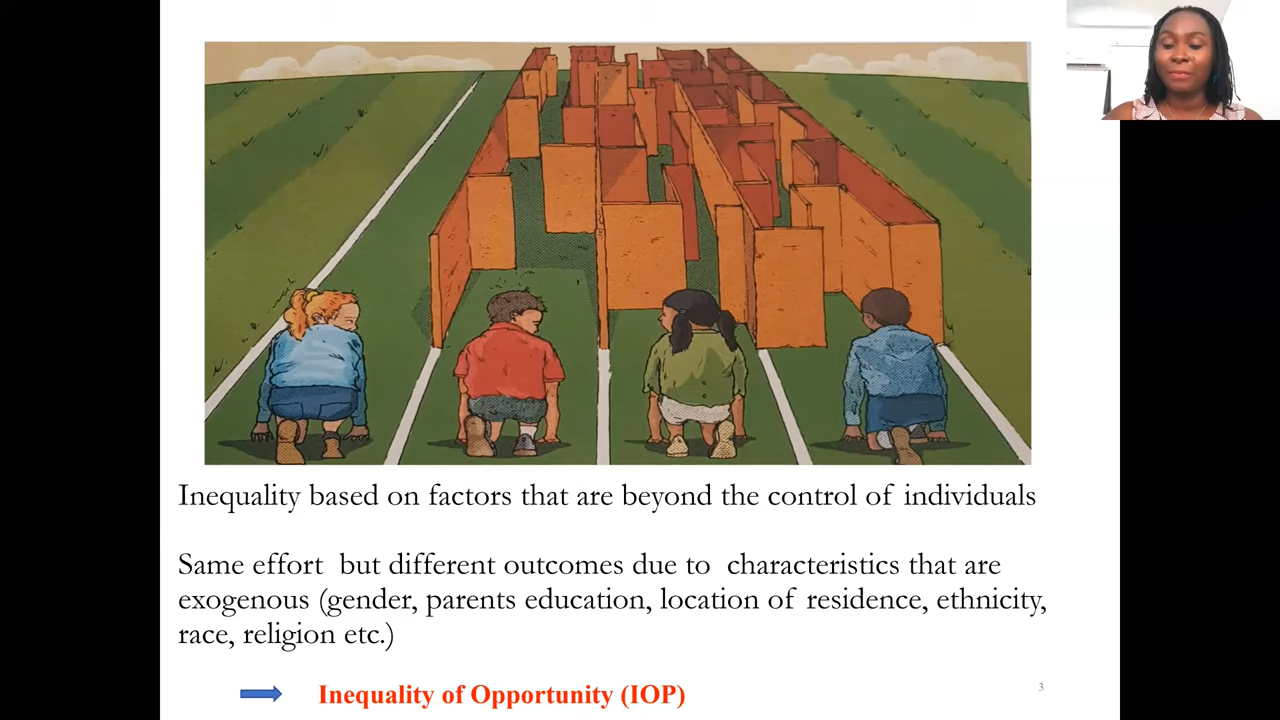 Inequality based on factors that are beyond the control of individuals
Same effort but different outcomes due to characteristics that are
exogenous (gender, parents education, location of residence, ethnicity,
race, religion etc.)
Inequality of Opportunity (IOP)
3